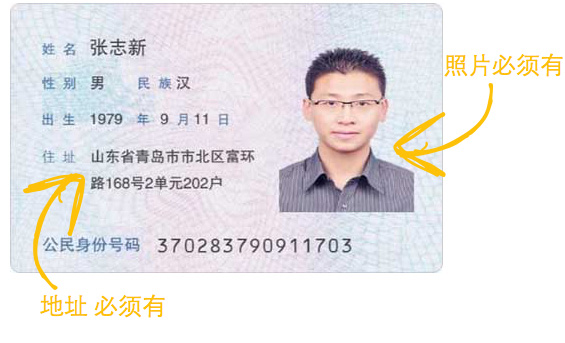 姓名 张志新
照片必须有
性别 男 民族 汉
出生 1979 年 9 月 11 日
住址 山东省青岛市市北区富环
路168号2单元202户
公民身份号码 370283790911703
地址 必须有